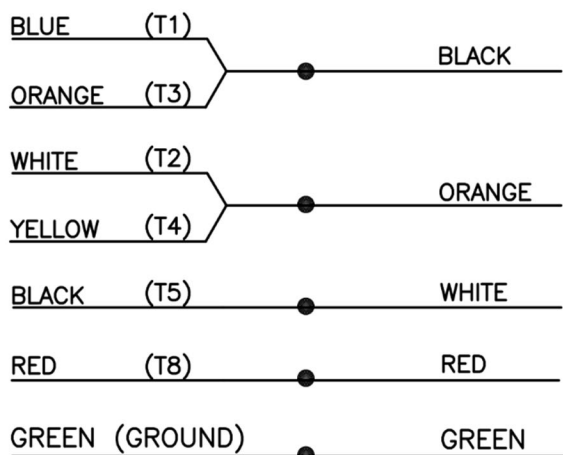 BLUE (T1)
BLACK
ORANGE (T3)
WHITE (T2)
ORANGE
YELLOW (T4)
BLACK (T5) WHITE
RED (T8) RED
GREEN (GROUND) GREEN